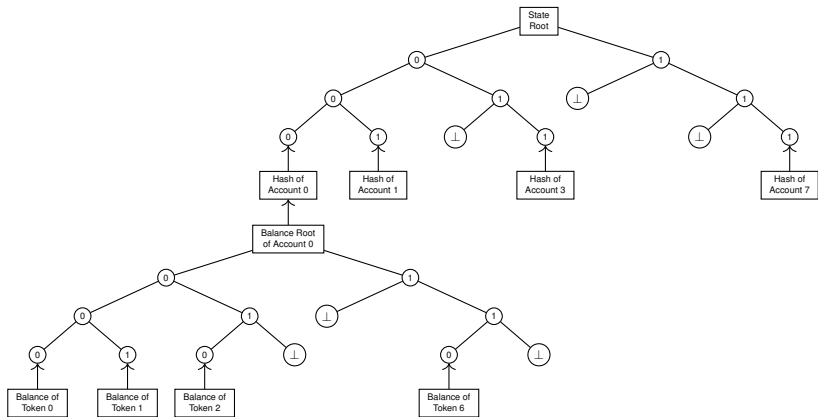 State
Root
0
1
0
1
⊥
1
0
1
⊥
1
⊥
1
Hash of
Account 0
Hash of
Account 1
Hash of
Account 3
Hash of
Account 7
Balance Root
of Account 0
0
1
0
1
⊥
1
0
1
0
⊥
0
⊥
Balance of
Token 0
Balance of
Token 1
Balance of
Token 2
Balance of
Token 6